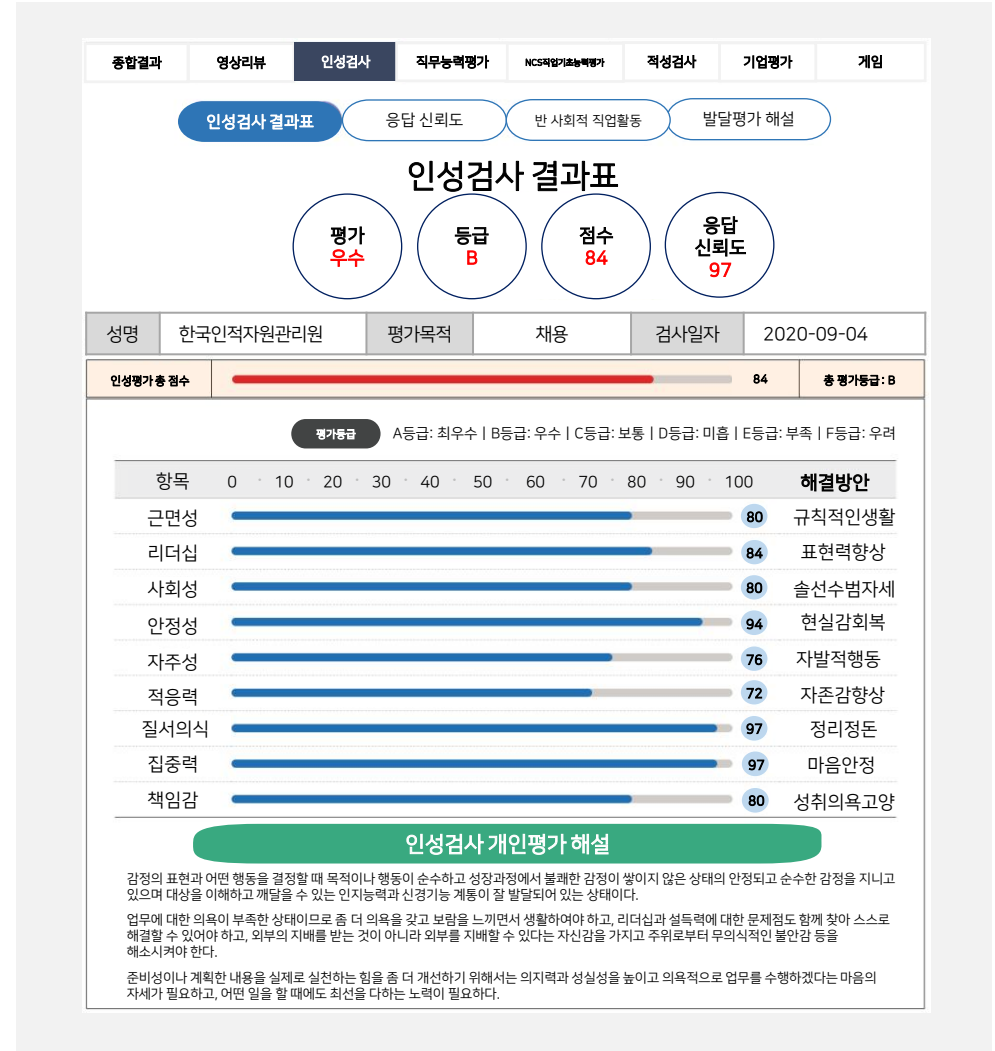 종합결과 영상리뷰 인성검사 직무능력평가 NCS직업기초능력평가 적성검사 기업평가 게임
인성검사 결과표 응답 신뢰도 반 사회적 직업활동 발달평가 해설
인성검사 결과표
평가 우수
등급 B
점수 84
응답 신뢰도 97
성명 한국인적자원관리원 평가목적 채용 검사일자 2020-09-04
인성평가 총 점수 84 총 평가등급 : B
평가등급 A등급: 최우수 | B등급: 우수 | C등급: 보통 | D등급: 미흡 | E등급: 부족 | F등급: 우려
항목 0 · 10 · 20 · 30 · 40 · 50 · 60 · 70 · 80 · 90 · 100 해결방안
근면성 80 규칙적인생활
리더십 84 표현력향상
사회성 80 솔선수범자세
안정성 94 현실감회복
자주성 76 자발적행동
적응력 72 자존감향상
질서의식 97 정리정돈
집중력 97 마음안정
책임감 80 성취의욕고양
인성검사 개인평가 해설
감정의 표현과 어떤 행동을 결정할 때 목적이나 행동이 순수하고 성장과정에서 불쾌한 감정이 쌓이지 않은 상태의 안정되고 순수한 감정을 지니고
있으며 대상을 이해하고 깨달을 수 있는 인지능력과 신경기능 계통이 잘 발달되어 있는 상태이다.
업무에 대한 의욕이 부족한 상태이므로 좀 더 의욕을 갖고 보람을 느끼면서 생활하여야 하고, 리더십과 설득력에 대한 문제점도 함께 찾아 스스로
해결할 수 있어야 하고, 외부의 지배를 받는 것이 아니라 외부를 지배할 수 있다는 자신감을 가지고 주위로부터 무의식적인 불안감 등을
해소시켜야 한다.
준비성이나 계획한 내용을 실제로 실천하는 힘을 좀 더 개선하기 위해서는 의지력과 성실성을 높이고 의욕적으로 업무를 수행하겠다는 마음의
자세가 필요하고, 어떤 일을 할 때에도 최선을 다하는 노력이 필요하다.